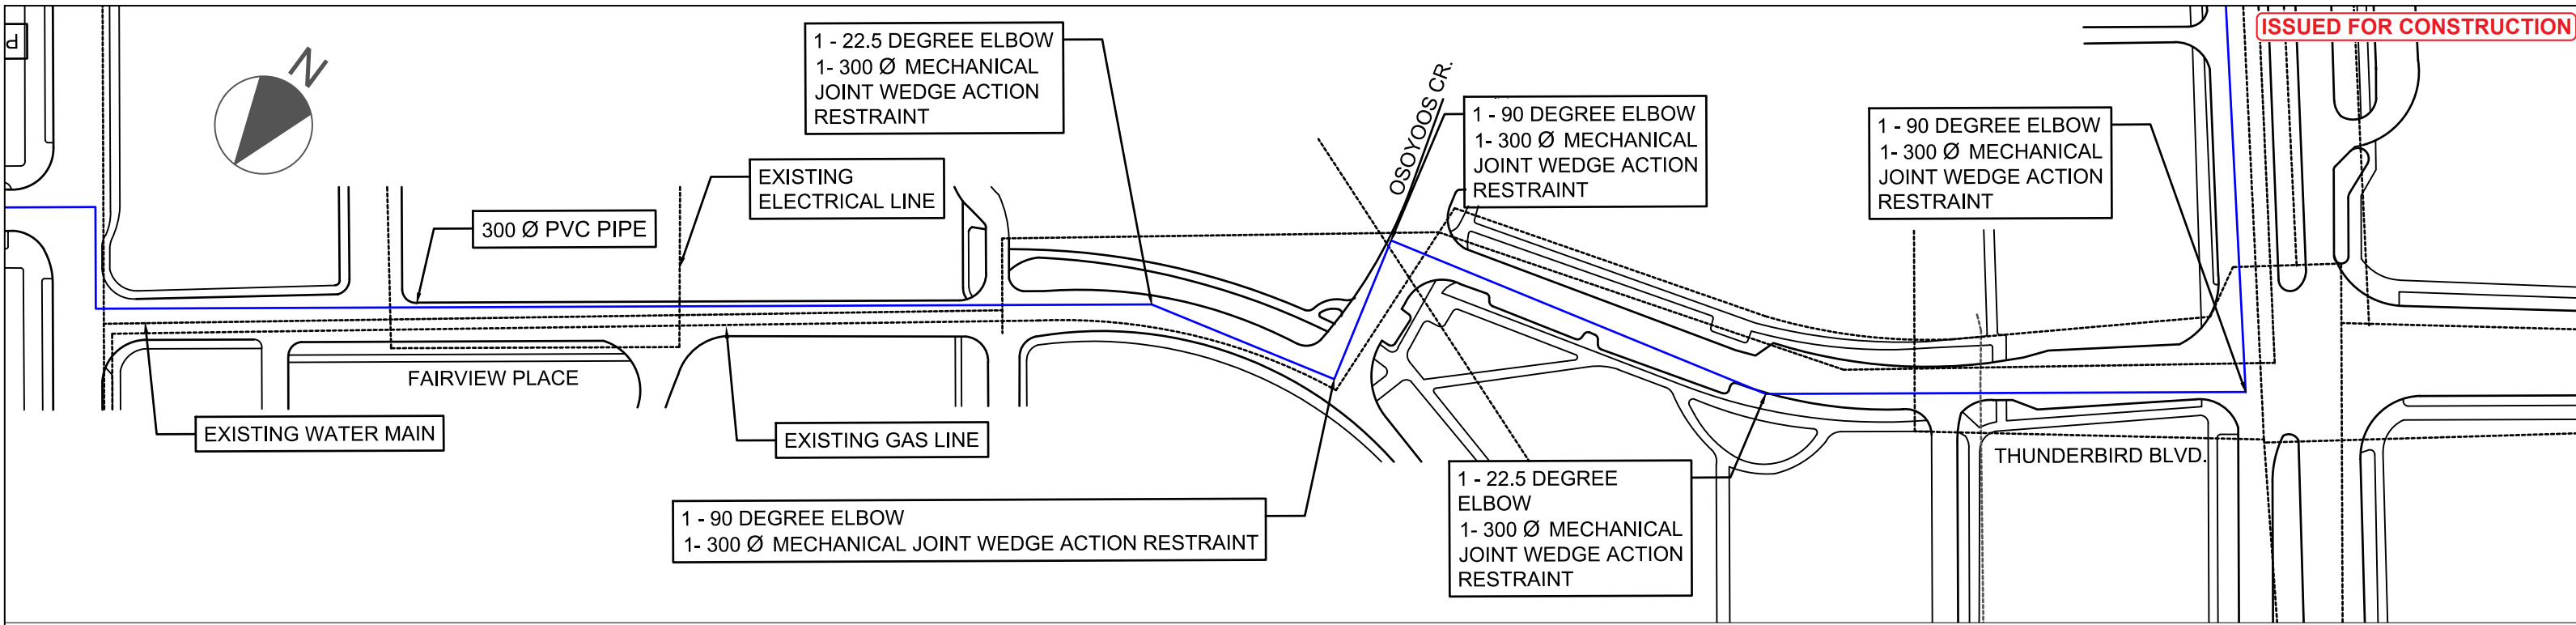 ISSUED FOR CONSTRUCTION
P
N
1 - 22.5 DEGREE ELBOW
1- 300 Ø MECHANICAL
JOINT WEDGE ACTION
RESTRAINT
OSOYOOS CR.
1 - 90 DEGREE ELBOW
1- 300 Ø MECHANICAL
JOINT WEDGE ACTION
RESTRAINT
1 - 90 DEGREE ELBOW
1- 300 Ø MECHANICAL
JOINT WEDGE ACTION
RESTRAINT
EXISTING
ELECTRICAL LINE
300 Ø PVC PIPE
FAIRVIEW PLACE
EXISTING WATER MAIN
EXISTING GAS LINE
THUNDERBIRD BLVD.
1 - 90 DEGREE ELBOW
1- 300 Ø MECHANICAL JOINT WEDGE ACTION RESTRAINT
1 - 22.5 DEGREE
ELBOW
1- 300 Ø MECHANICAL
JOINT WEDGE ACTION
RESTRAINT